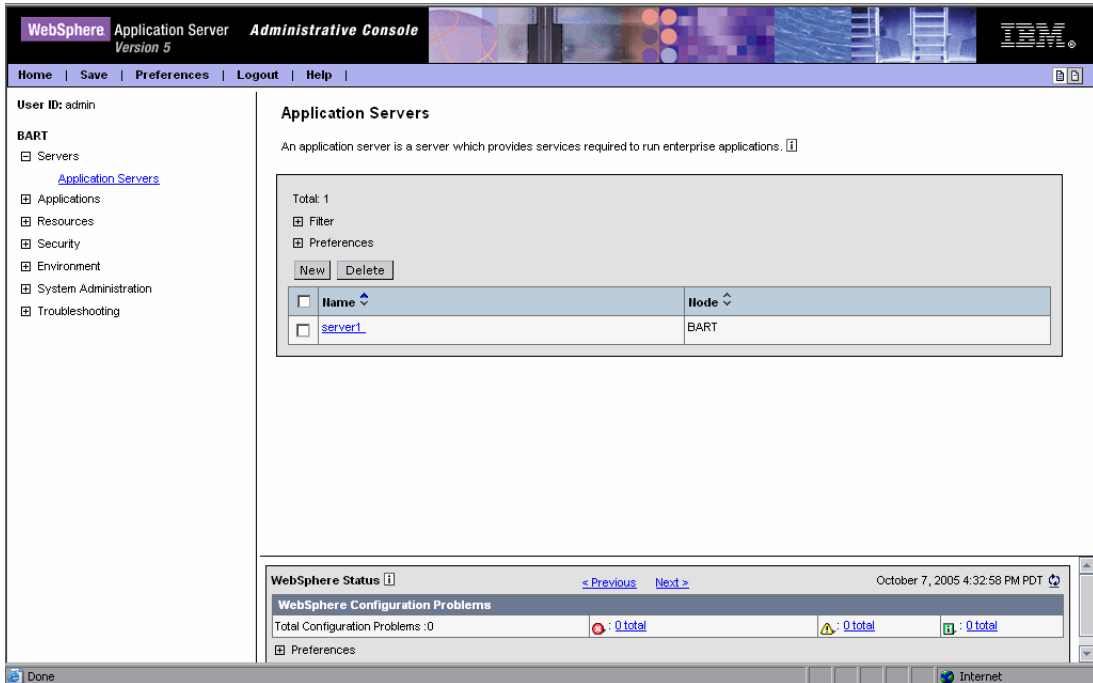 WebSphere Application Server Administrative Console
Version 5
IBM®
Home | Save | Preferences | Logout | Help |
User ID: admin
BART
Servers
Application Servers
Applications
Resources
Security
Environment
System Administration
Troubleshooting
Application Servers
An application server is a server which provides services required to run enterprise applications. i
Total: 1
Filter
Preferences
New Delete
Name Node
server1 BART
WebSphere Status i < Previous Next > October 7, 2005 4:32:58 PM PDT
WebSphere Configuration Problems
Total Configuration Problems :0 : 0 total : 0 total : 0 total
Preferences
Done Internet